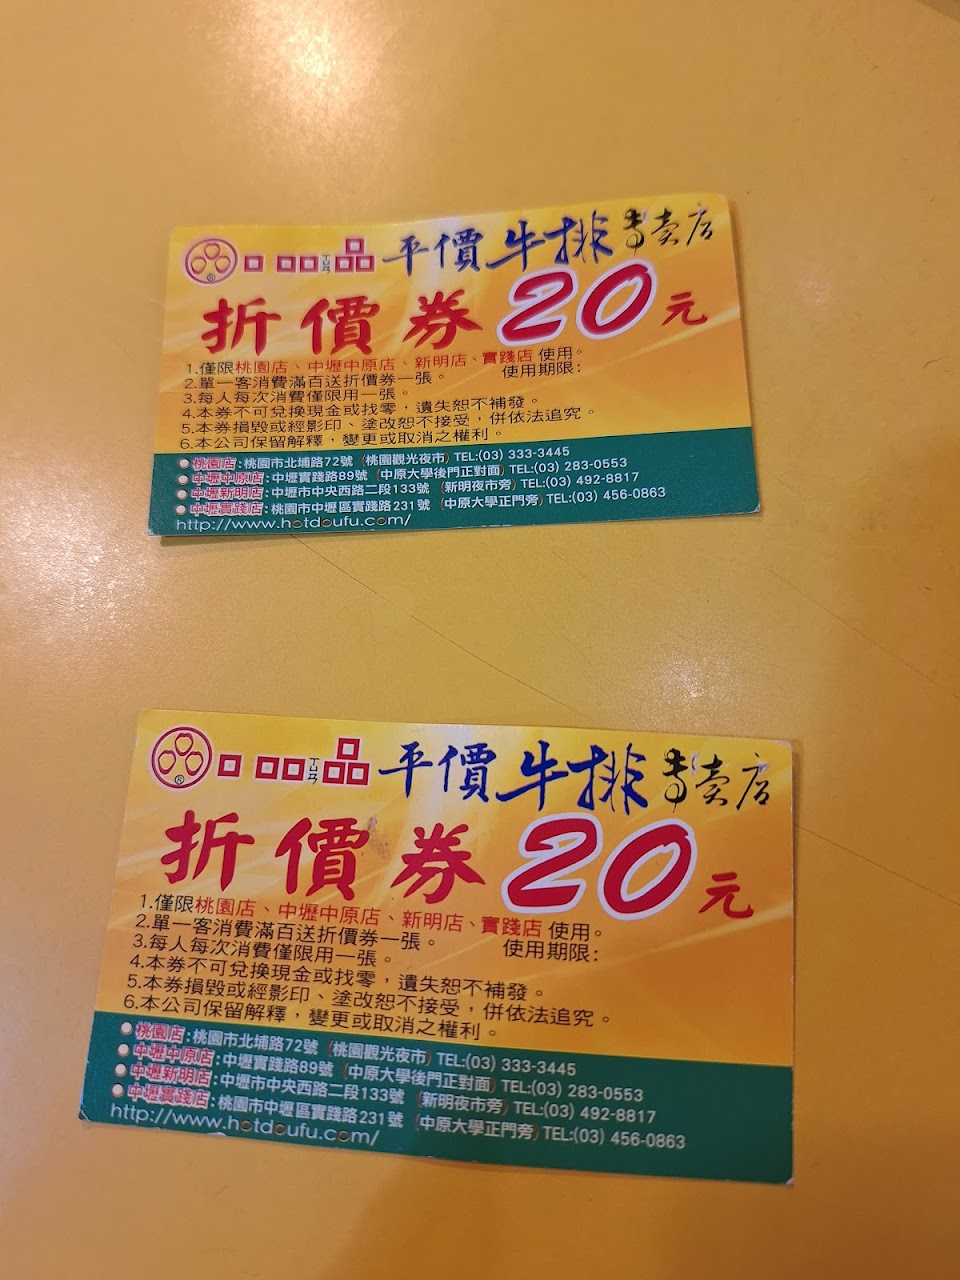 口吅品 ㄒㄩㄢ 平價牛排專賣店
折價券20元
1.僅限桃園店、中壢中原店、新明店、實踐店 使用。
2.單一客消費滿百送折價券一張。 使用期限:
3.每人每次消費僅限用一張。
4.本券不可兌換現金或找零，遺失恕不補發。
5.本券損毀或經影印、塗改恕不接受，併依法追究。
6.本公司保留解釋，變更或取消之權利。
桃園店:桃園市北埔路72號 (桃園觀光夜市) TEL:(03) 333-3445
中壢中原店:中壢實踐路89號 (中原大學後門正對面) TEL:(03) 283-0553
中壢新明店:中壢市中央西路二段133號 (新明夜市旁) TEL:(03) 492-8817
中壢實踐店:桃園市中壢區實踐路231號 (中原大學正門旁) TEL:(03) 456-0863
http://www.hotdoufu.com/
口吅品 ㄒㄩㄢ 平價牛排專賣店
折價券20元
1.僅限桃園店、中壢中原店、新明店、實踐店 使用。
2.單一客消費滿百送折價券一張。 使用期限:
3.每人每次消費僅限用一張。
4.本券不可兌換現金或找零，遺失恕不補發。
5.本券損毀或經影印、塗改恕不接受，併依法追究。
6.本公司保留解釋，變更或取消之權利。
桃園店:桃園市北埔路72號 (桃園觀光夜市) TEL:(03) 333-3445
中壢中原店:中壢實踐路89號 (中原大學後門正對面) TEL:(03) 283-0553
中壢新明店:中壢市中央西路二段133號 (新明夜市旁) TEL:(03) 492-8817
中壢實踐店:桃園市中壢區實踐路231號 (中原大學正門旁) TEL:(03) 456-0863
http://www.hotdoufu.com/